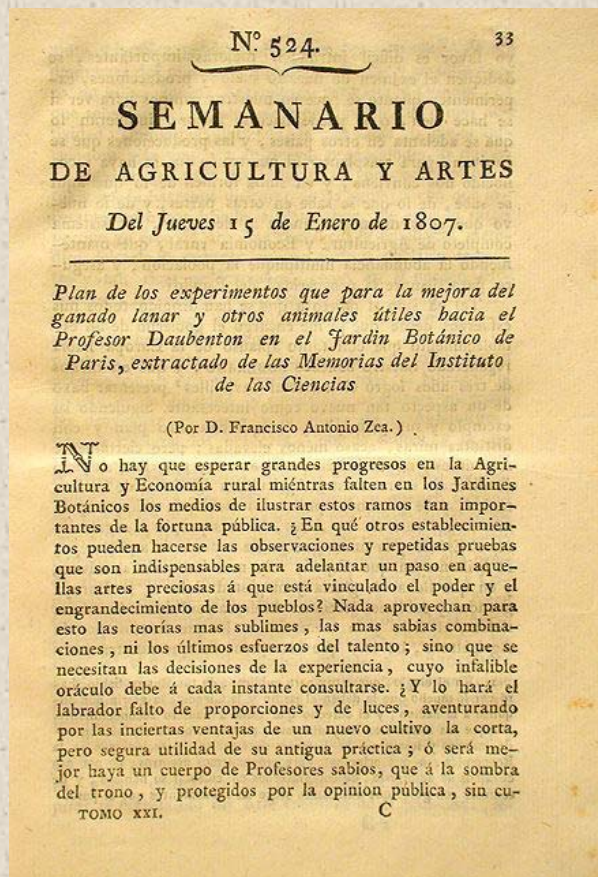 Nº 524.
33
SEMANARIO
DE AGRICULTURA Y ARTES
Del Jueves 15 de Enero de 1807.
Plan de los experimentos que para la mejora del
ganado lanar y otros animales útiles hacia el
Profesor Daubenton en el Jardin Botánico de
Paris, extractado de las Memorias del Instituto
de las Ciencias
(Por D. Francisco Antonio Zea.)
No hay que esperar grandes progresos en la Agri-
cultura y Economía rural miéntras falten en los Jardines
Botánicos los medios de ilustrar estos ramos tan impor-
tantes de la fortuna pública. ¿En qué otros establecimien-
tos pueden hacerse las observaciones y repetidas pruebas
que son indispensables para adelantar un paso en aque-
llas artes preciosas á que está vinculado el poder y el
engrandecimiento de los pueblos? Nada aprovechan para
esto las teorías mas sublimes, las mas sabias combina-
ciones, ni los últimos esfuerzos del talento; sino que se
necesitan las decisiones de la experiencia, cuyo infalible
oráculo debe á cada instante consultarse. ¿Y lo hará el
labrador falto de proporciones y de luces, aventurando
por las inciertas ventajas de un nuevo cultivo la corta,
pero segura utilidad de su antigua práctica; ó será me-
jor haya un cuerpo de Profesores sabios, que á la sombra
del trono, y protegidos por la opinion pública, sin cu-
TOMO XXI.
C